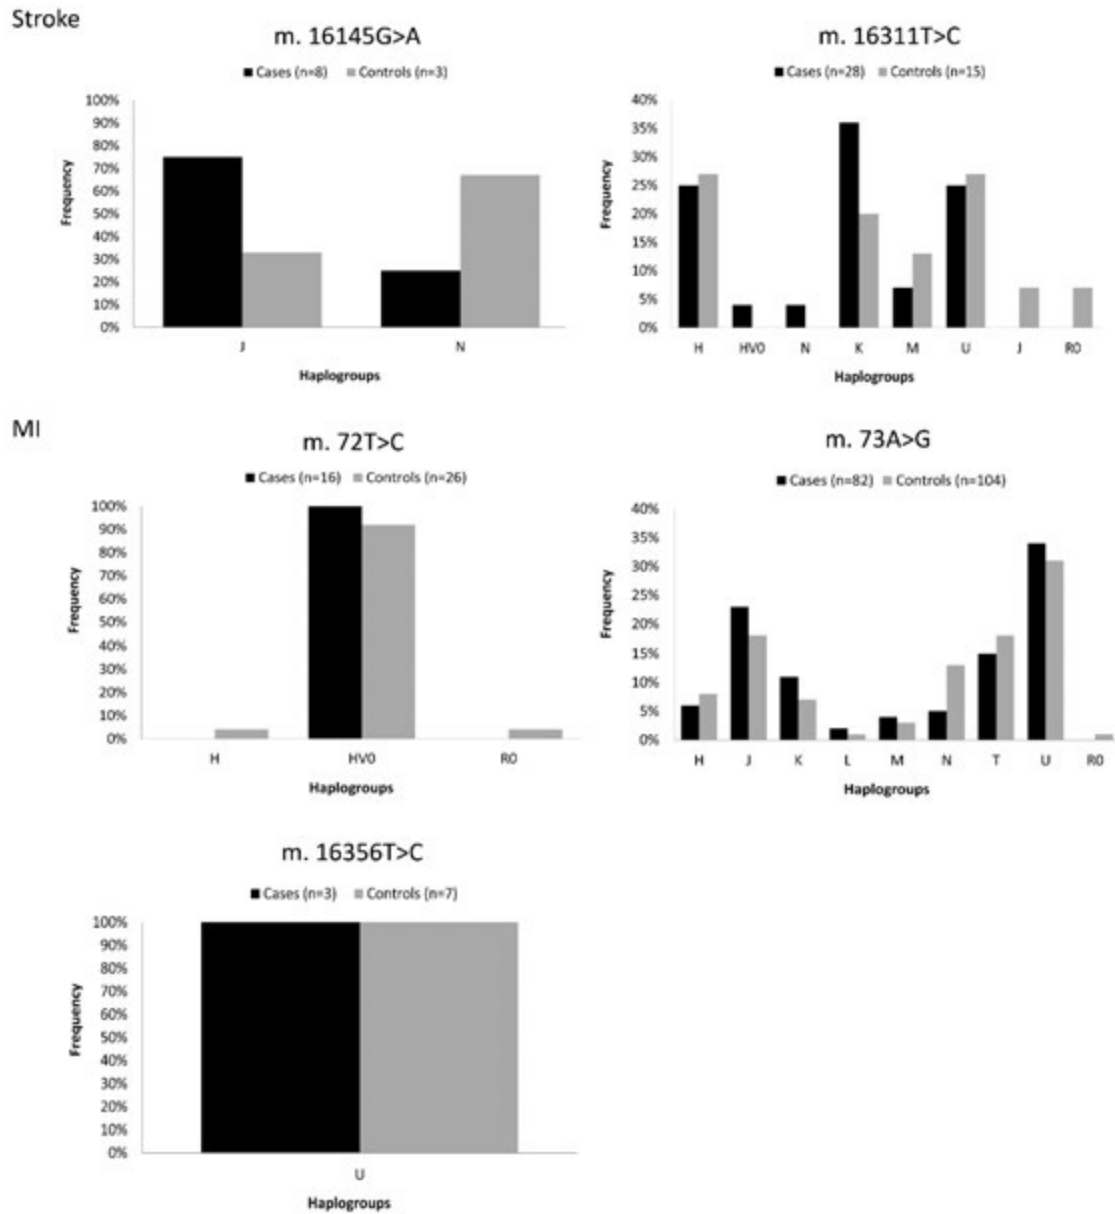 Stroke
m. 16145G>A
Cases (n=8) Controls (n=3)
100%
90%
80%
70%
60%
50%
40%
30%
20%
10%
0%
Frequency
J N
Haplogroups
m. 16311T>C
Cases (n=28) Controls (n=15)
40%
35%
30%
25%
20%
15%
10%
5%
0%
Frequency
H HV0 N K M U J R0
Haplogroups
MI
m. 72T>C
Cases (n=16) Controls (n=26)
100%
90%
80%
70%
60%
50%
40%
30%
20%
10%
0%
Frequency
H HV0 R0
Haplogroups
m. 73A>G
Cases (n=82) Controls (n=104)
40%
35%
30%
25%
20%
15%
10%
5%
0%
Frequency
H J K L M N T U R0
Haplogroups
m. 16356T>C
Cases (n=3) Controls (n=7)
100%
90%
80%
70%
60%
50%
40%
30%
20%
10%
0%
Frequency
U
Haplogroups